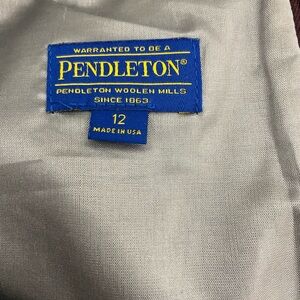 WARRANTED TO BE A
PENDLETON®
PENDLETON WOOLEN MILLS
SINCE 1863
12
MADE IN USA